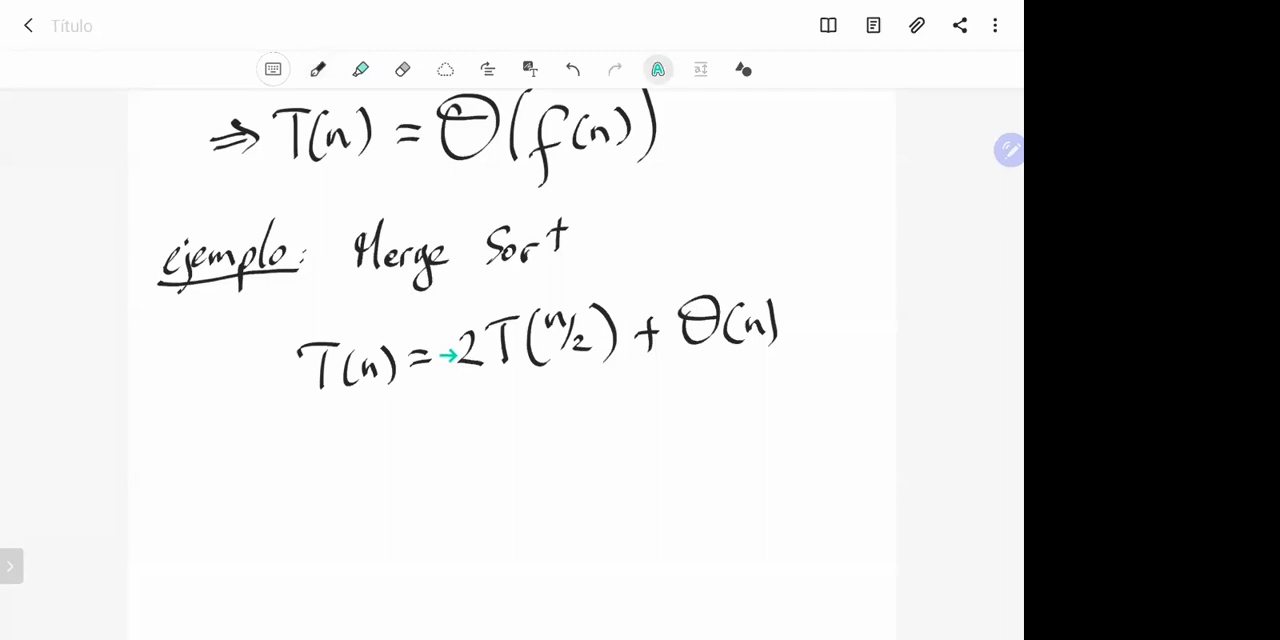 Título
⇒ T(n) = Θ(f(n))
ejemplo: Merge Sort
T(n) = →2T(n/2) + Θ(n)